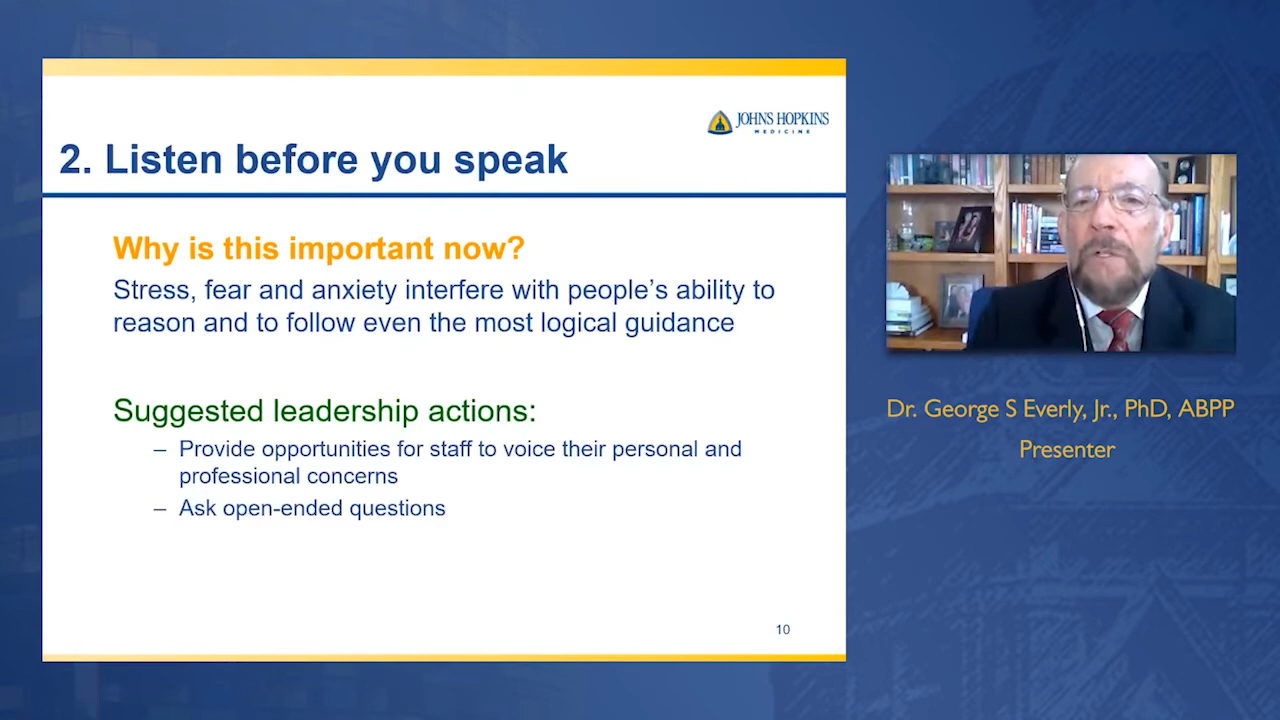 JOHNS HOPKINS
MEDICINE
2. Listen before you speak
Why is this important now?
Stress, fear and anxiety interfere with people’s ability to
reason and to follow even the most logical guidance
Suggested leadership actions:
– Provide opportunities for staff to voice their personal and
professional concerns
– Ask open-ended questions
10
Dr. George S Everly, Jr., PhD, ABPP
Presenter